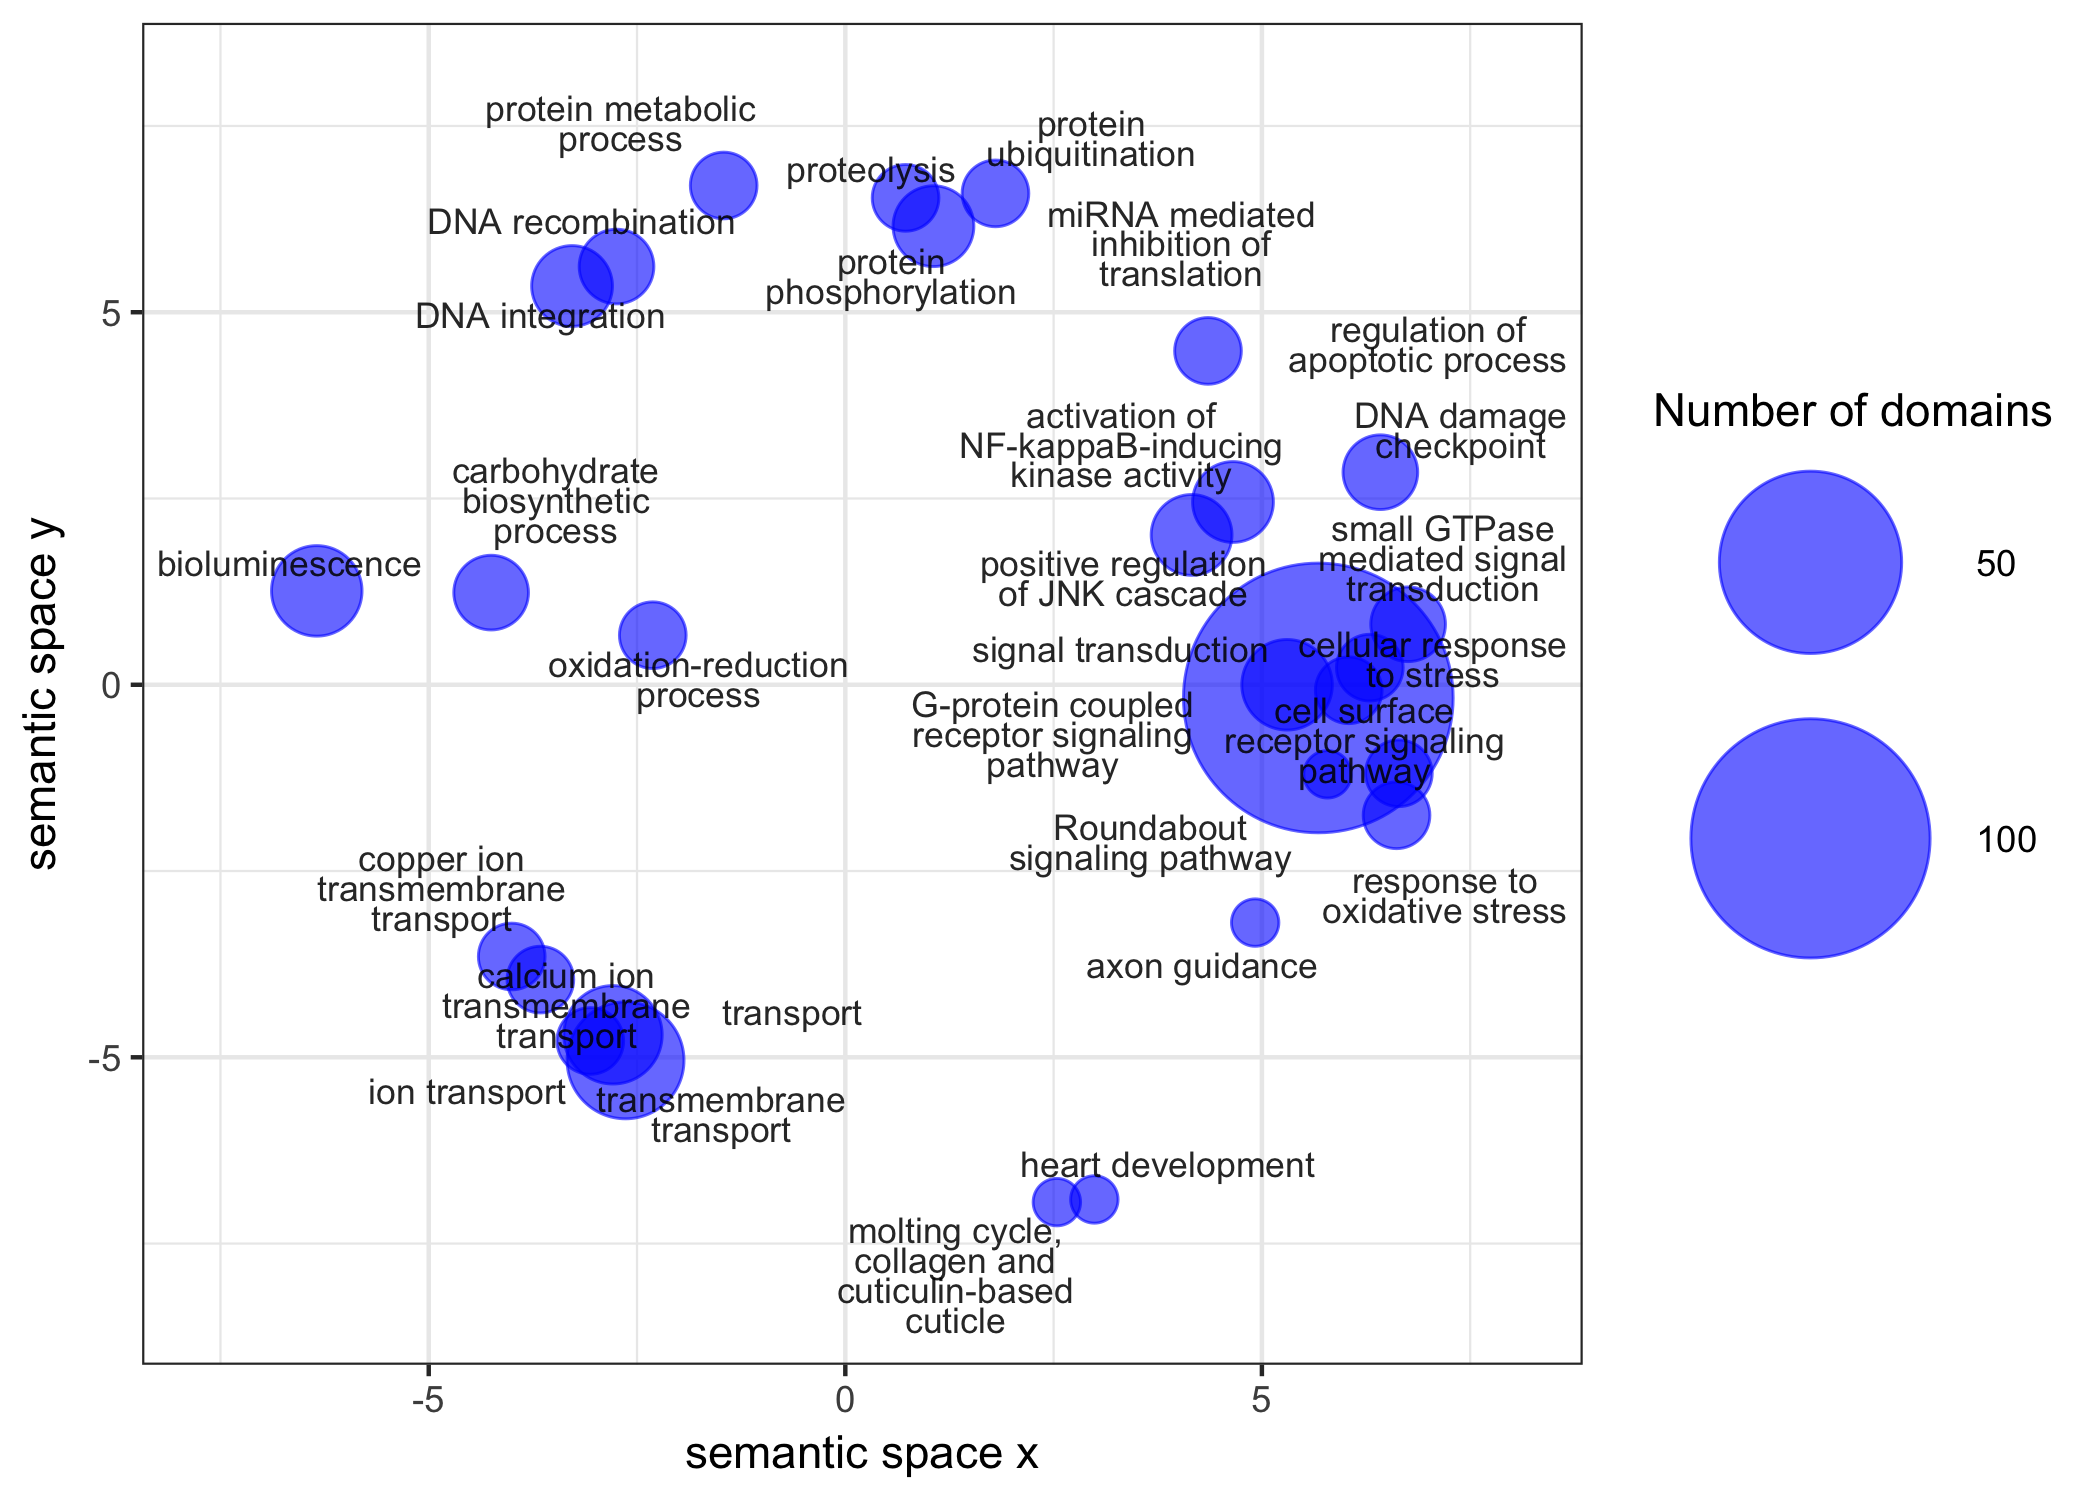 protein metabolic
process
protein
ubiquitination
proteolysis
DNA recombination
miRNA mediated
inhibition of
translation
protein
phosphorylation
DNA integration
regulation of
apoptotic process
activation of
NF-kappaB-inducing
kinase activity
DNA damage
checkpoint
carbohydrate
biosynthetic
process
bioluminescence
small GTPase
mediated signal
transduction
positive regulation
of JNK cascade
oxidation-reduction
process
signal transduction
cellular response
to stress
G-protein coupled
receptor signaling
pathway
cell surface
receptor signaling
pathway
Roundabout
signaling pathway
copper ion
transmembrane
transport
response to
oxidative stress
axon guidance
calcium ion
transmembrane
transport
transport
ion transport
transmembrane
transport
heart development
molting cycle,
collagen and
cuticulin-based
cuticle
5
0
-5
-5
0
5
semantic space x
semantic space y
Number of domains
50
100